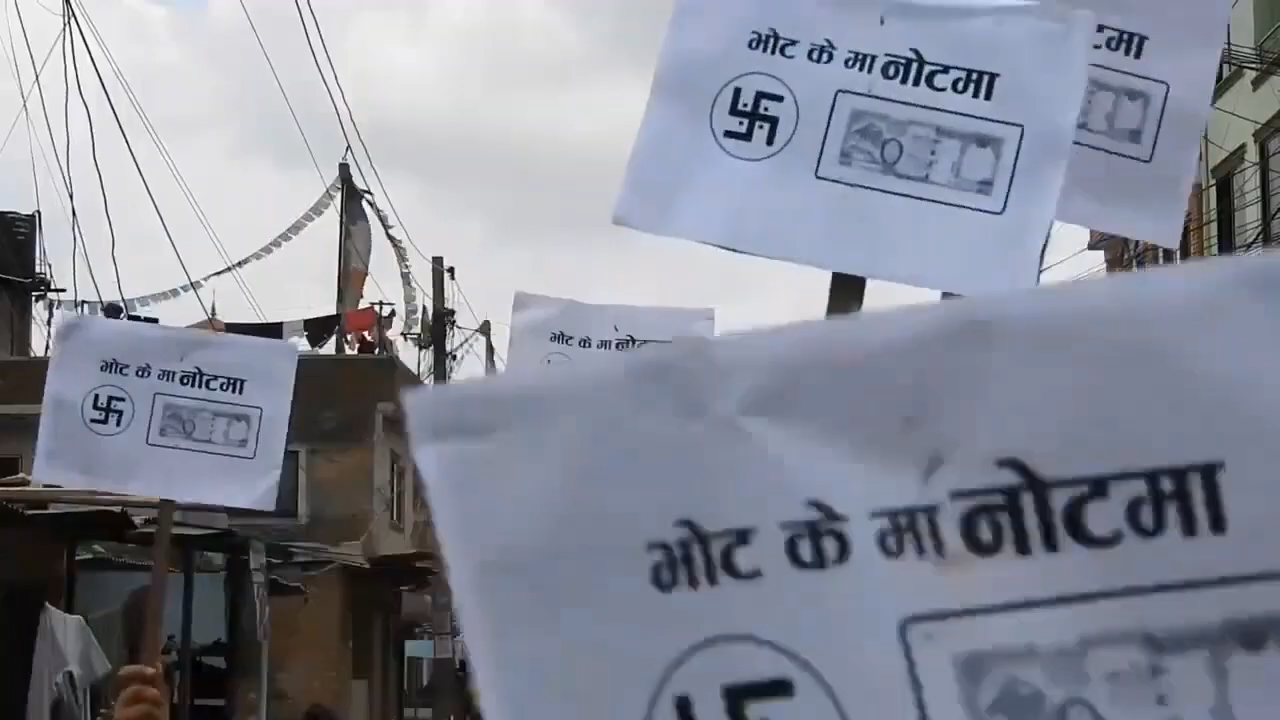 भोट के मा नोटमा
टमा
भोट के मा नोटमा
भोट के मा नोट
भोट के मा नोटमा